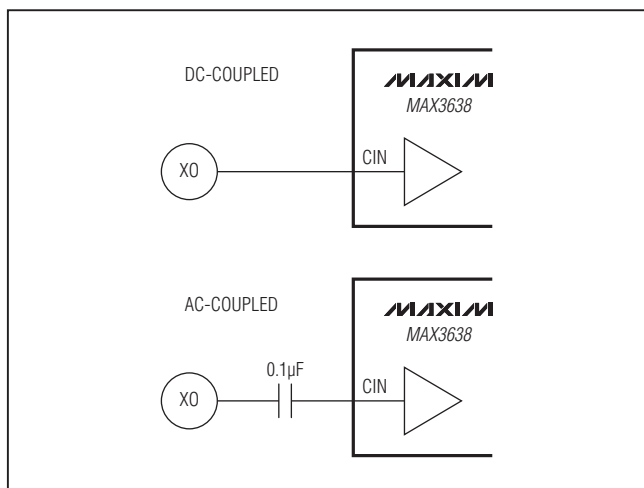 DC-COUPLED
MAXIM
MAX3638
XO
CIN
AC-COUPLED
MAXIM
MAX3638
0.1µF
XO
CIN